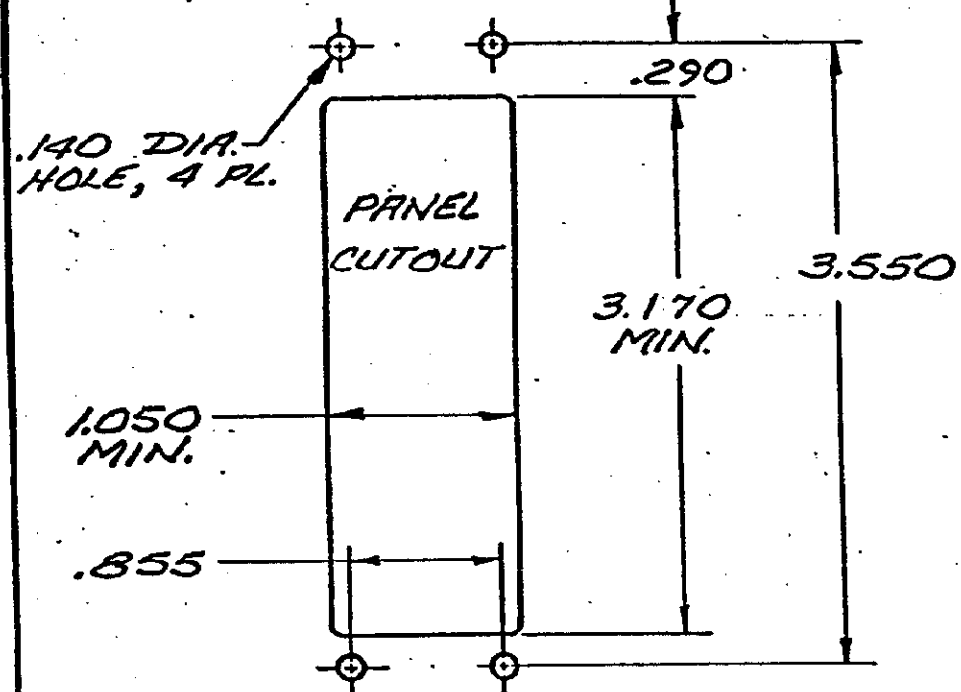 .290
.140 DIA.
HOLE, 4 PL.
PANEL
CUTOUT
3.550
3.170
MIN.
1.050
MIN.
.855